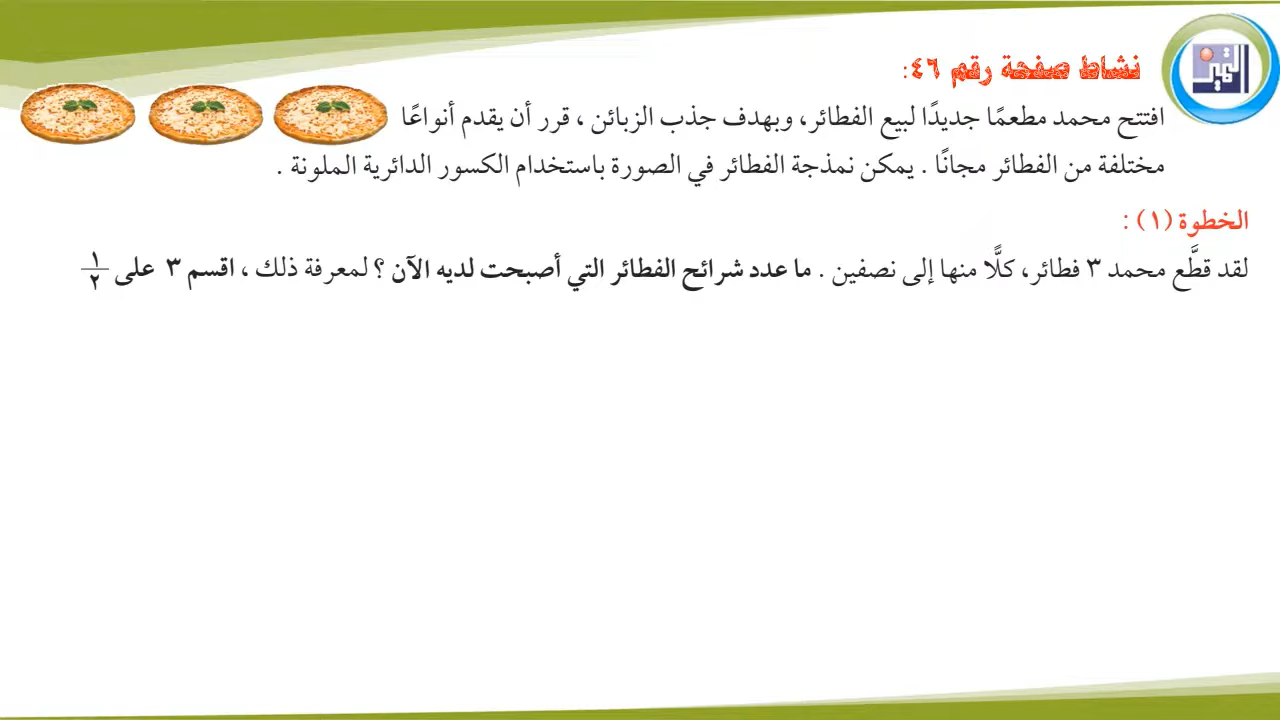 التميز
نشاط صفحة رقم ٤٦:
افتتح محمد مطعمًا جديدًا لبيع الفطائر، وبهدف جذب الزبائن ، قرر أن يقدم أنواعًا
مختلفة من الفطائر مجانًا . يمكن نمذجة الفطائر في الصورة باستخدام الكسور الدائرية الملونة .
الخطوة (١) :
لقد قطَّع محمد ٣ فطائر، كلًّا منها إلى نصفين . ما عدد شرائح الفطائر التي أصبحت لديه الآن ؟ لمعرفة ذلك ، اقسم ٣ على ١/٢